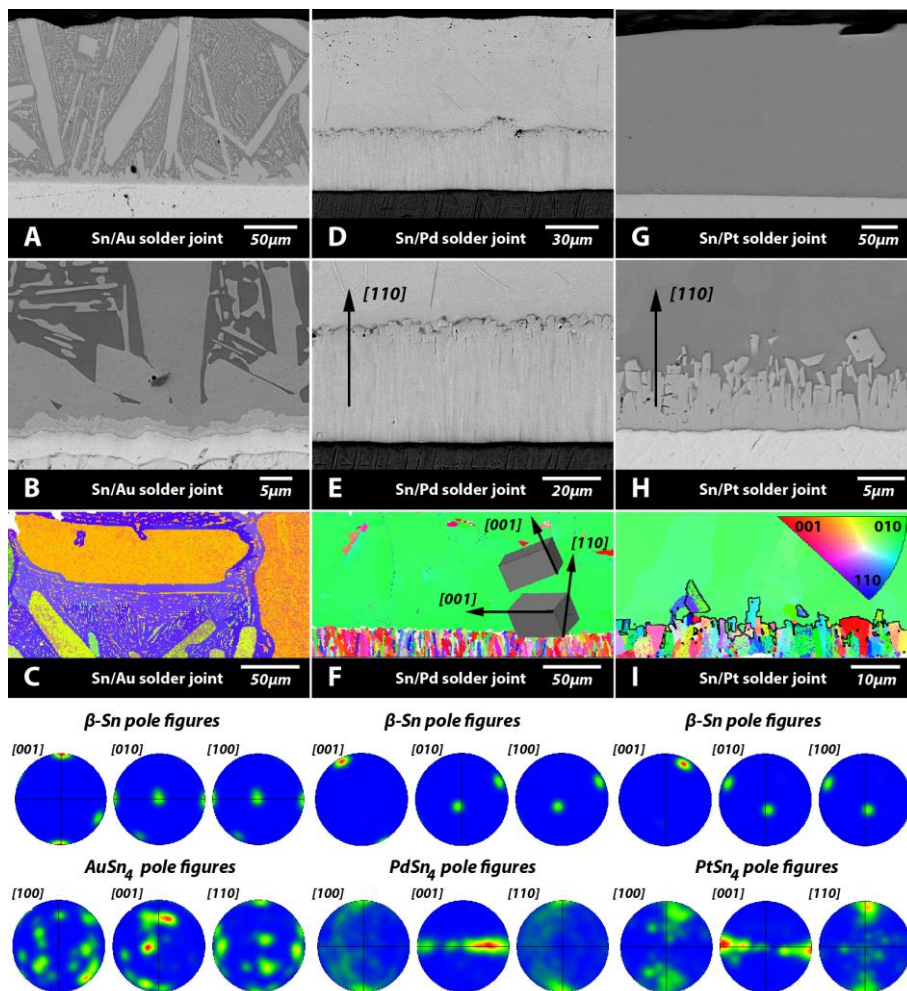 A Sn/Au solder joint 50µm
D Sn/Pd solder joint 30µm
G Sn/Pt solder joint 50µm
[110]
[110]
B Sn/Au solder joint 5µm
E Sn/Pd solder joint 20µm
H Sn/Pt solder joint 5µm
[001]
[110]
[001]
001 010
110
C Sn/Au solder joint 50µm
F Sn/Pd solder joint 50µm
I Sn/Pt solder joint 10µm
β-Sn pole figures
β-Sn pole figures
β-Sn pole figures
[001] [010] [100]
[001] [010] [100]
[001] [010] [100]
AuSn4 pole figures
PdSn4 pole figures
PtSn4 pole figures
[100] [001] [110]
[100] [001] [110]
[100] [001] [110]